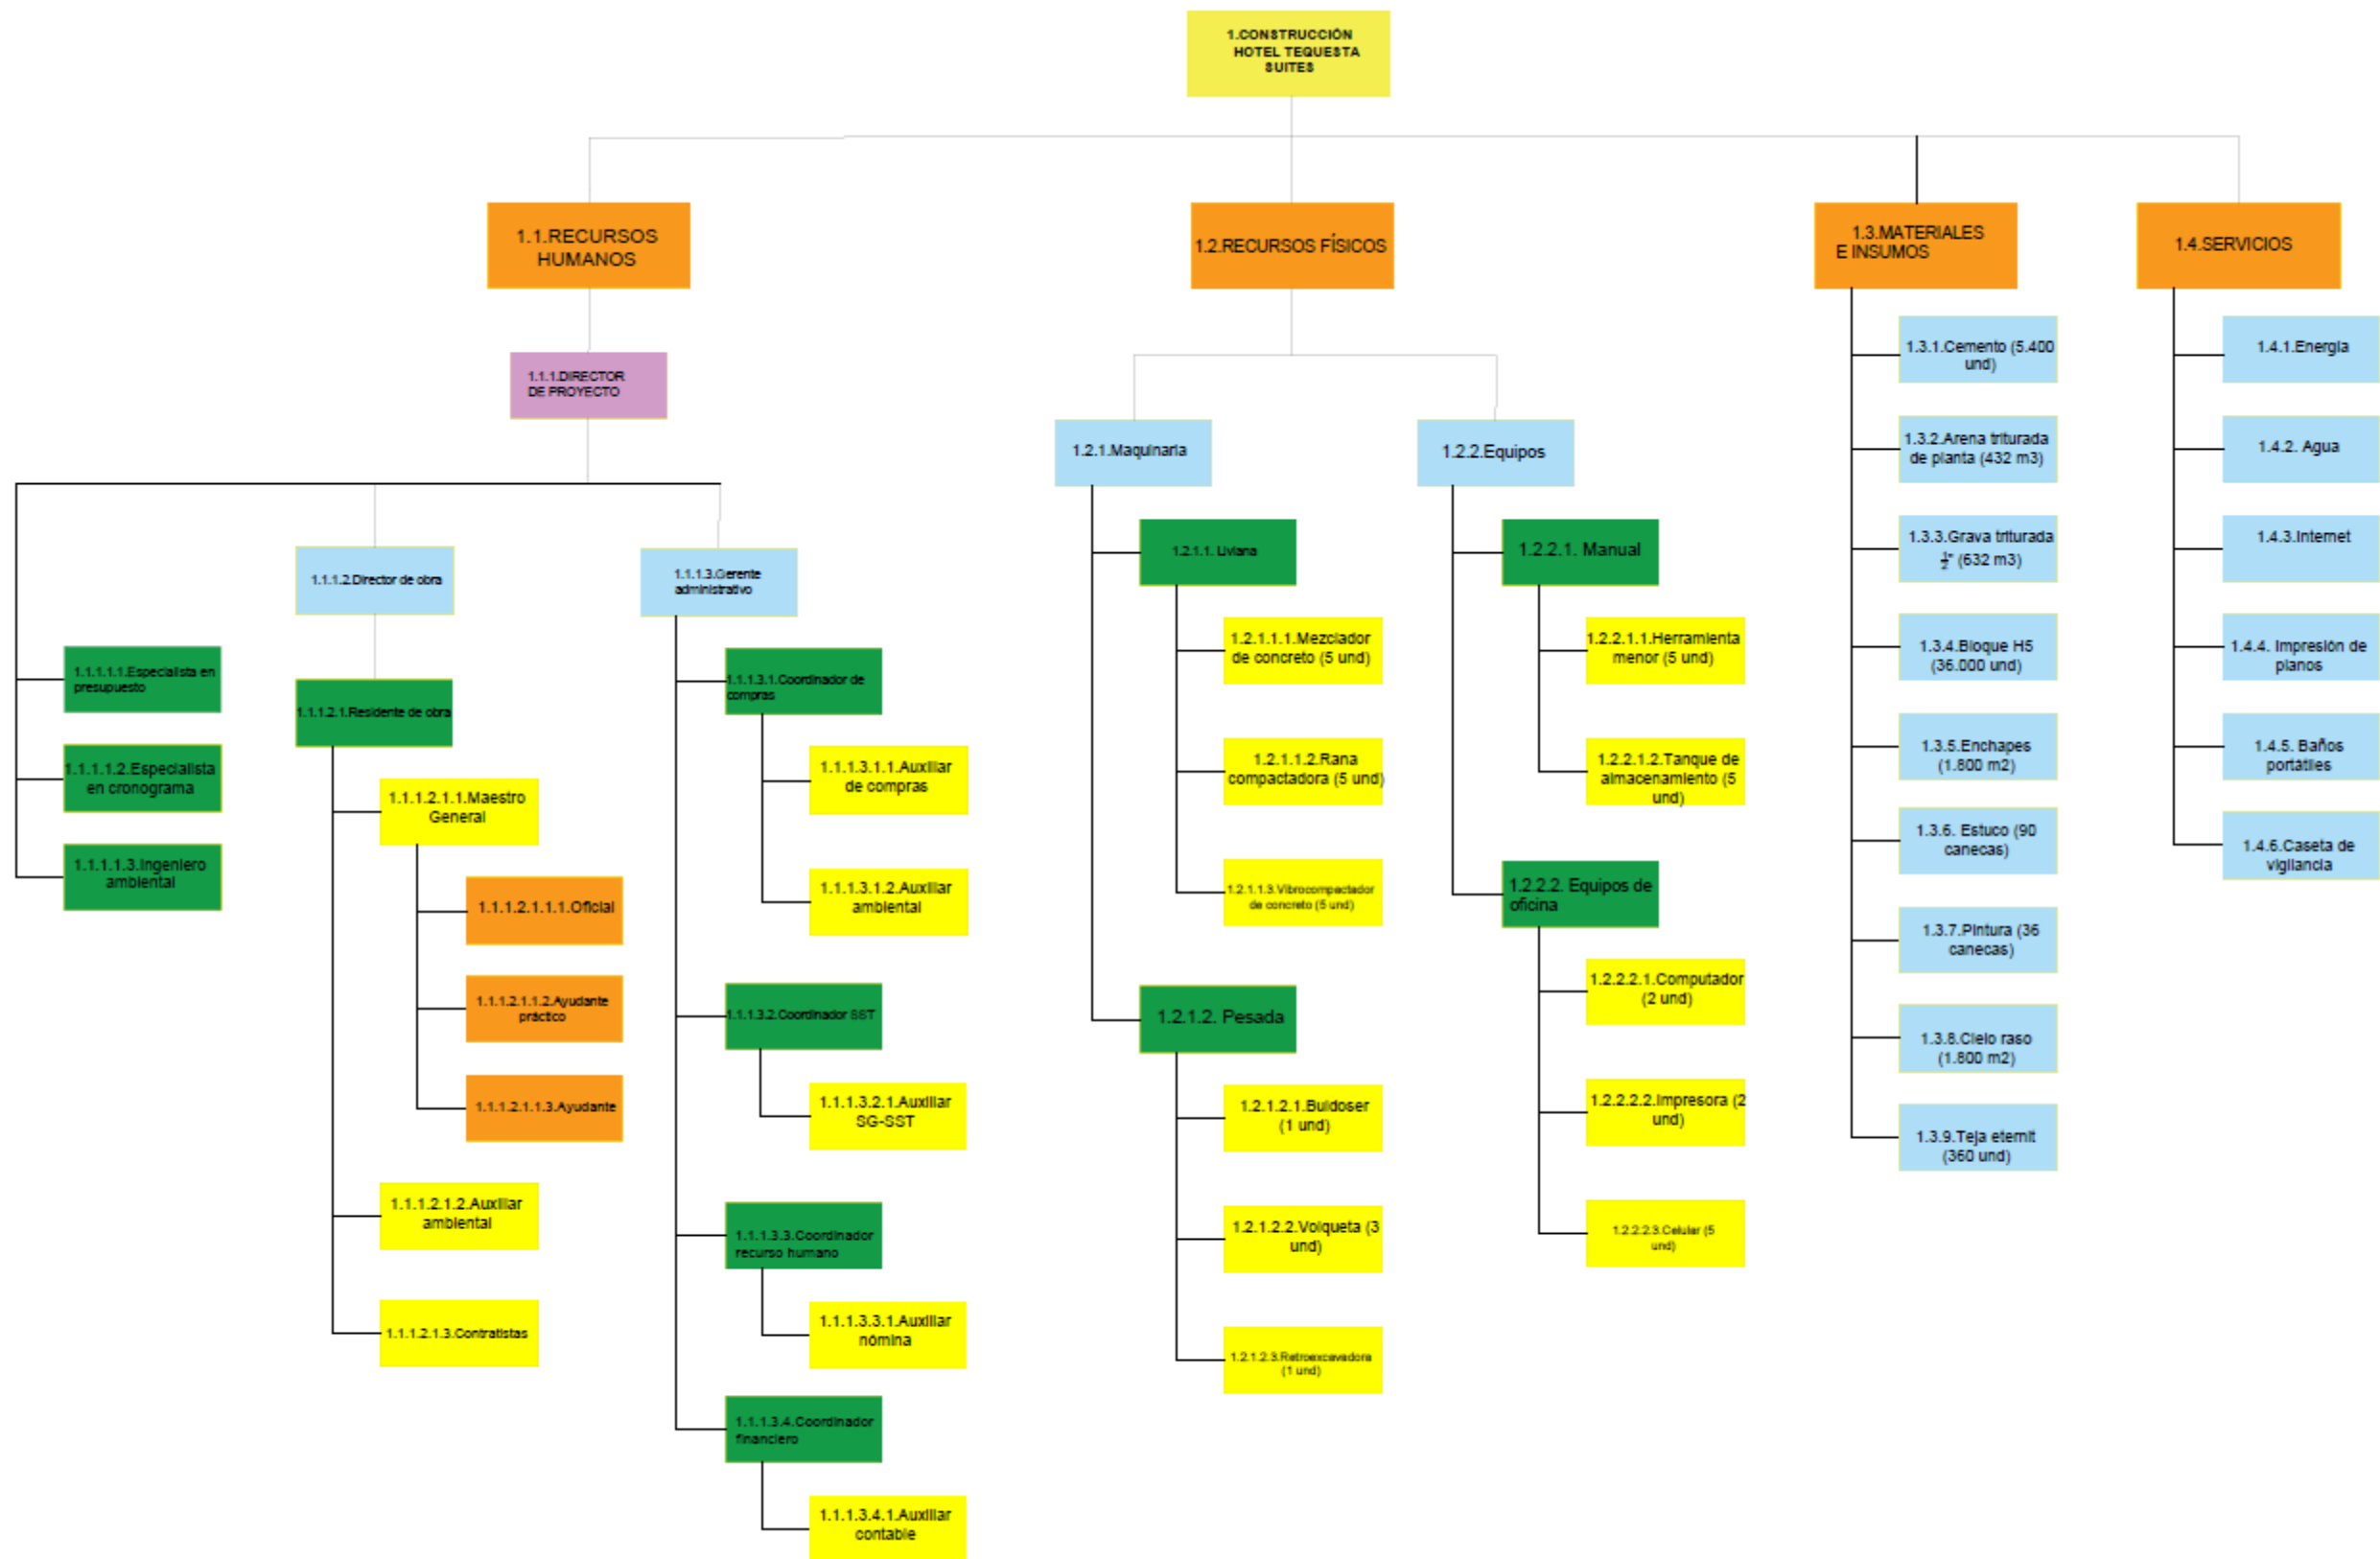 1.CONSTRUCCIÓN
HOTEL TEQUESTA
SUITES
1.1.RECURSOS
HUMANOS
1.2.RECURSOS FÍSICOS
1.3.MATERIALES
E INSUMOS
1.4.SERVICIOS
1.1.1.DIRECTOR
DE PROYECTO
1.1.1.1.1.Especialista en
presupuesto
1.1.1.1.2.Especialista
en cronograma
1.1.1.1.3.Ingeniero
ambiental
1.1.1.2.Director de obra
1.1.1.2.1.Residente de obra
1.1.1.2.1.1.Maestro
General
1.1.1.2.1.1.1.Oficial
1.1.1.2.1.1.2.Ayudante
práctico
1.1.1.2.1.1.3.Ayudante
1.1.1.2.1.2.Auxiliar
ambiental
1.1.1.2.1.3.Contratistas
1.1.1.3.Gerente
administrativo
1.1.1.3.1.Coordinador de
compras
1.1.1.3.1.1.Auxiliar
de compras
1.1.1.3.1.2.Auxiliar
ambiental
1.1.1.3.2.Coordinador SST
1.1.1.3.2.1.Auxiliar
SG-SST
1.1.1.3.3.Coordinador
recurso humano
1.1.1.3.3.1.Auxiliar
nómina
1.1.1.3.4.Coordinador
financiero
1.1.1.3.4.1.Auxiliar
contable
1.2.1.Maquinaria
1.2.1.1. Liviana
1.2.1.1.1.Mezclador
de concreto (5 und)
1.2.1.1.2.Rana
compactadora (5 und)
1.2.1.1.3.Vibrocompactador
de concreto (5 und)
1.2.1.2. Pesada
1.2.1.2.1.Buldoser
(1 und)
1.2.1.2.2.Volqueta (3
und)
1.2.1.2.3.Retroexcavadora
(1 und)
1.2.2.Equipos
1.2.2.1. Manual
1.2.2.1.1.Herramienta
menor (5 und)
1.2.2.1.2.Tanque de
almacenamiento (5
und)
1.2.2.2. Equipos de
oficina
1.2.2.2.1.Computador
(2 und)
1.2.2.2.2.Impresora (2
und)
1.2.2.2.3.Celular (5
und)
1.3.1.Cemento (5.400
und)
1.3.2.Arena triturada
de planta (432 m3)
1.3.3.Grava triturada
½" (632 m3)
1.3.4.Bloque H5
(36.000 und)
1.3.5.Enchapes
(1.800 m2)
1.3.6. Estuco (90
canecas)
1.3.7.Pintura (36
canecas)
1.3.8.Cielo raso
(1.800 m2)
1.3.9.Teja eternit
(360 und)
1.4.1.Energía
1.4.2. Agua
1.4.3.Internet
1.4.4. Impresión de
planos
1.4.5. Baños
portátiles
1.4.6.Caseta de
vigilancia